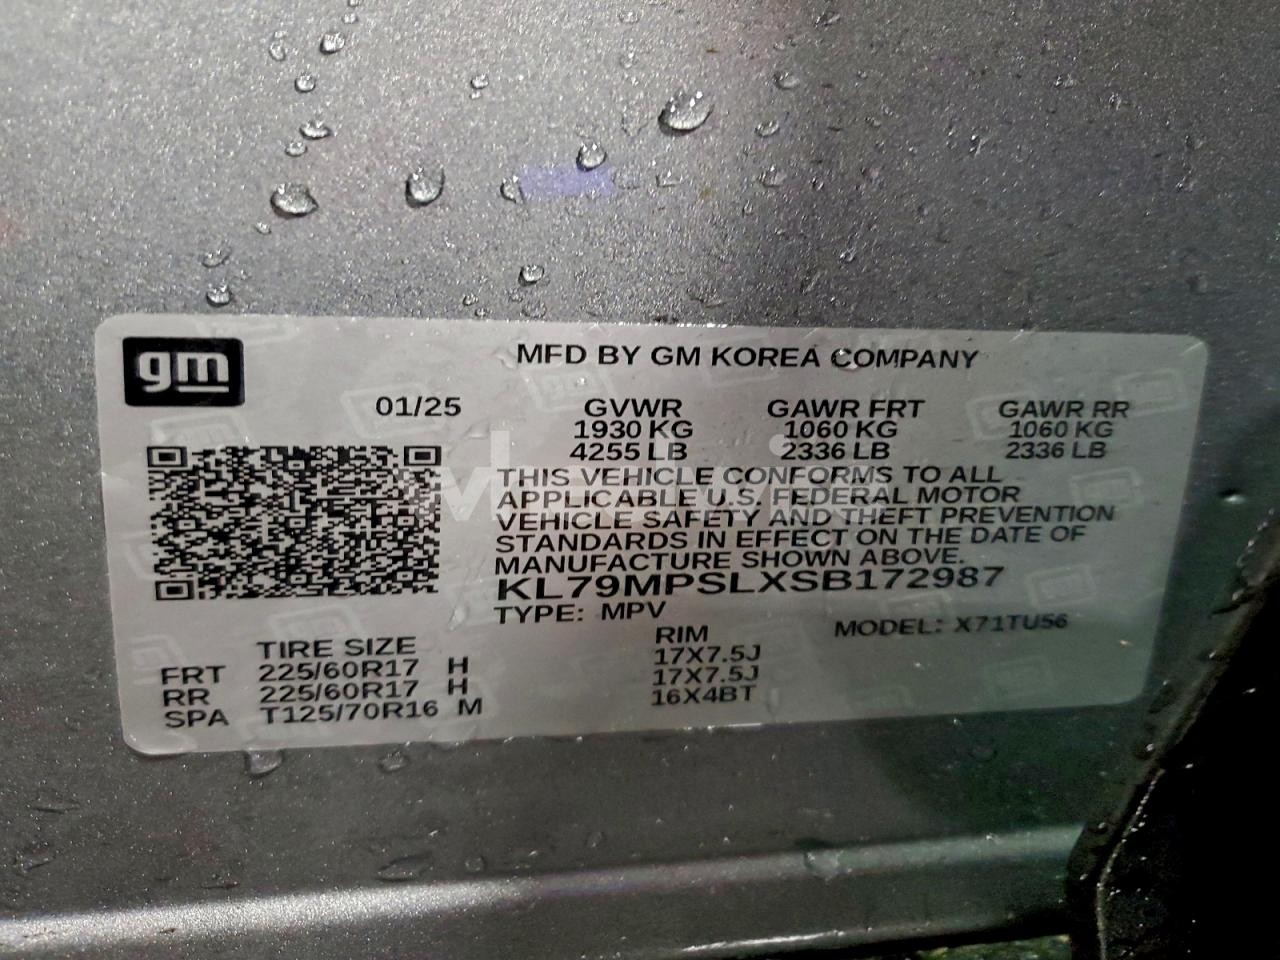 gm
MFD BY GM KOREA COMPANY
01/25 GVWR GAWR FRT GAWR RR
1930 KG 1060 KG 1060 KG
4255 LB 2336 LB 2336 LB
THIS VEHICLE CONFORMS TO ALL
APPLICABLE U.S. FEDERAL MOTOR
VEHICLE SAFETY AND THEFT PREVENTION
STANDARDS IN EFFECT ON THE DATE OF
MANUFACTURE SHOWN ABOVE.
KL79MPSLXSB172987
TYPE: MPV MODEL: X71TU56
TIRE SIZE RIM
FRT 225/60R17 H 17X7.5J
RR 225/60R17 H 17X7.5J
SPA T125/70R16 M 16X4BT